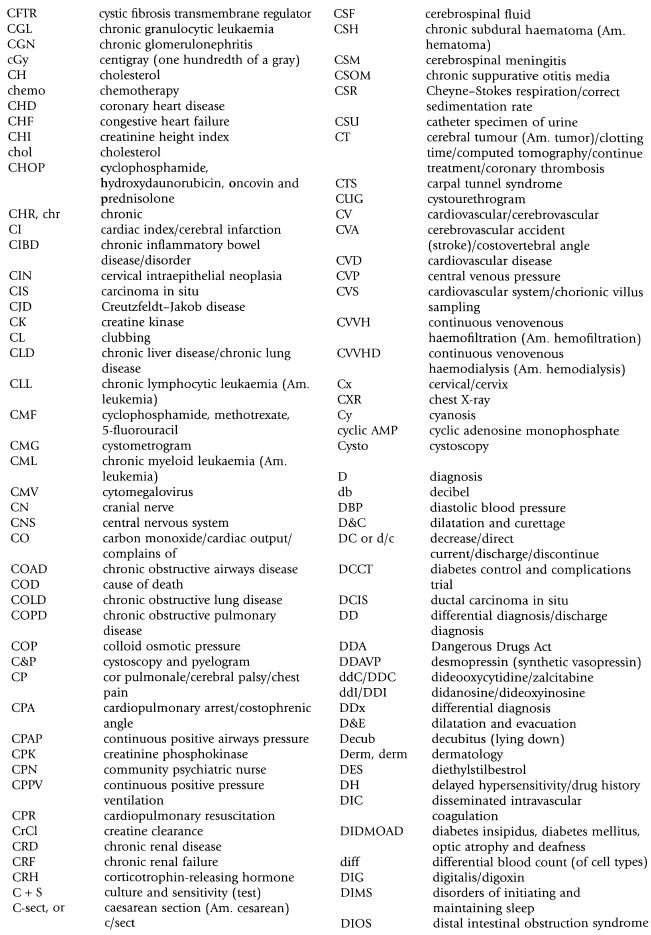 CFTR cystic fibrosis transmembrane regulator
CGL chronic granulocytic leukaemia
CGN chronic glomerulonephritis
cGy centigray (one hundredth of a gray)
CH cholesterol
chemo chemotherapy
CHD coronary heart disease
CHF congestive heart failure
CHI creatinine height index
chol cholesterol
CHOP cyclophosphamide,
hydroxydaunorubicin, oncovin and
prednisolone
CHR, chr chronic
CI cardiac index/cerebral infarction
CIBD chronic inflammatory bowel
disease/disorder
CIN cervical intraepithelial neoplasia
CIS carcinoma in situ
CJD Creutzfeldt–Jakob disease
CK creatine kinase
CL clubbing
CLD chronic liver disease/chronic lung
disease
CLL chronic lymphocytic leukaemia (Am.
leukemia)
CMF cyclophosphamide, methotrexate,
5-fluorouracil
CMG cystometrogram
CML chronic myeloid leukaemia (Am.
leukemia)
CMV cytomegalovirus
CN cranial nerve
CNS central nervous system
CO carbon monoxide/cardiac output/
complains of
COAD chronic obstructive airways disease
COD cause of death
COLD chronic obstructive lung disease
COPD chronic obstructive pulmonary
disease
COP colloid osmotic pressure
C&P cystoscopy and pyelogram
CP cor pulmonale/cerebral palsy/chest
pain
CPA cardiopulmonary arrest/costophrenic
angle
CPAP continuous positive airways pressure
CPK creatinine phosphokinase
CPN community psychiatric nurse
CPPV continuous positive pressure
ventilation
CPR cardiopulmonary resuscitation
CrCl creatine clearance
CRD chronic renal disease
CRF chronic renal failure
CRH corticotrophin-releasing hormone
C + S culture and sensitivity (test)
C-sect, or caesarean section (Am. cesarean)
c/sect
CSF cerebrospinal fluid
CSH chronic subdural haematoma (Am.
hematoma)
CSM cerebrospinal meningitis
CSOM chronic suppurative otitis media
CSR Cheyne–Stokes respiration/correct
sedimentation rate
CSU catheter specimen of urine
CT cerebral tumour (Am. tumor)/clotting
time/computed tomography/continue
treatment/coronary thrombosis
CTS carpal tunnel syndrome
CUG cystourethrogram
CV cardiovascular/cerebrovascular
CVA cerebrovascular accident
(stroke)/costovertebral angle
CVD cardiovascular disease
CVP central venous pressure
CVS cardiovascular system/chorionic villus
sampling
CVVH continuous venovenous
haemofiltration (Am. hemofiltration)
CVVHD continuous venovenous
haemodialysis (Am. hemodialysis)
Cx cervical/cervix
CXR chest X-ray
Cy cyanosis
cyclic AMP cyclic adenosine monophosphate
Cysto cystoscopy
D diagnosis
db decibel
DBP diastolic blood pressure
D&C dilatation and curettage
DC or d/c decrease/direct
current/discharge/discontinue
DCCT diabetes control and complications
trial
DCIS ductal carcinoma in situ
DD differential diagnosis/discharge
diagnosis
DDA Dangerous Drugs Act
DDAVP desmopressin (synthetic vasopressin)
ddC/DDC dideooxycytidine/zalcitabine
ddI/DDI didanosine/dideoxyinosine
DDx differential diagnosis
D&E dilatation and evacuation
Decub decubitus (lying down)
Derm, derm dermatology
DES diethylstilbestrol
DH delayed hypersensitivity/drug history
DIC disseminated intravascular
coagulation
DIDMOAD diabetes insipidus, diabetes mellitus,
optic atrophy and deafness
diff differential blood count (of cell types)
DIG digitalis/digoxin
DIMS disorders of initiating and
maintaining sleep
DIOS distal intestinal obstruction syndrome